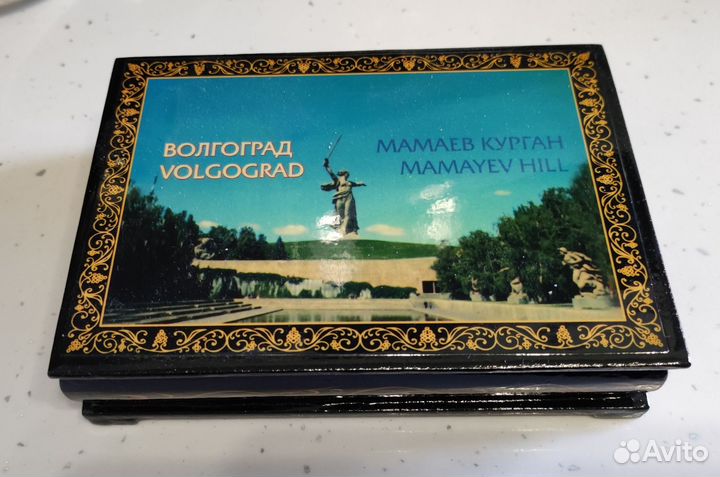 ВОЛГОГРАД
VOLGOGRAD
МАМАЕВ КУРГАН
MAMAYEV HILL
Avito